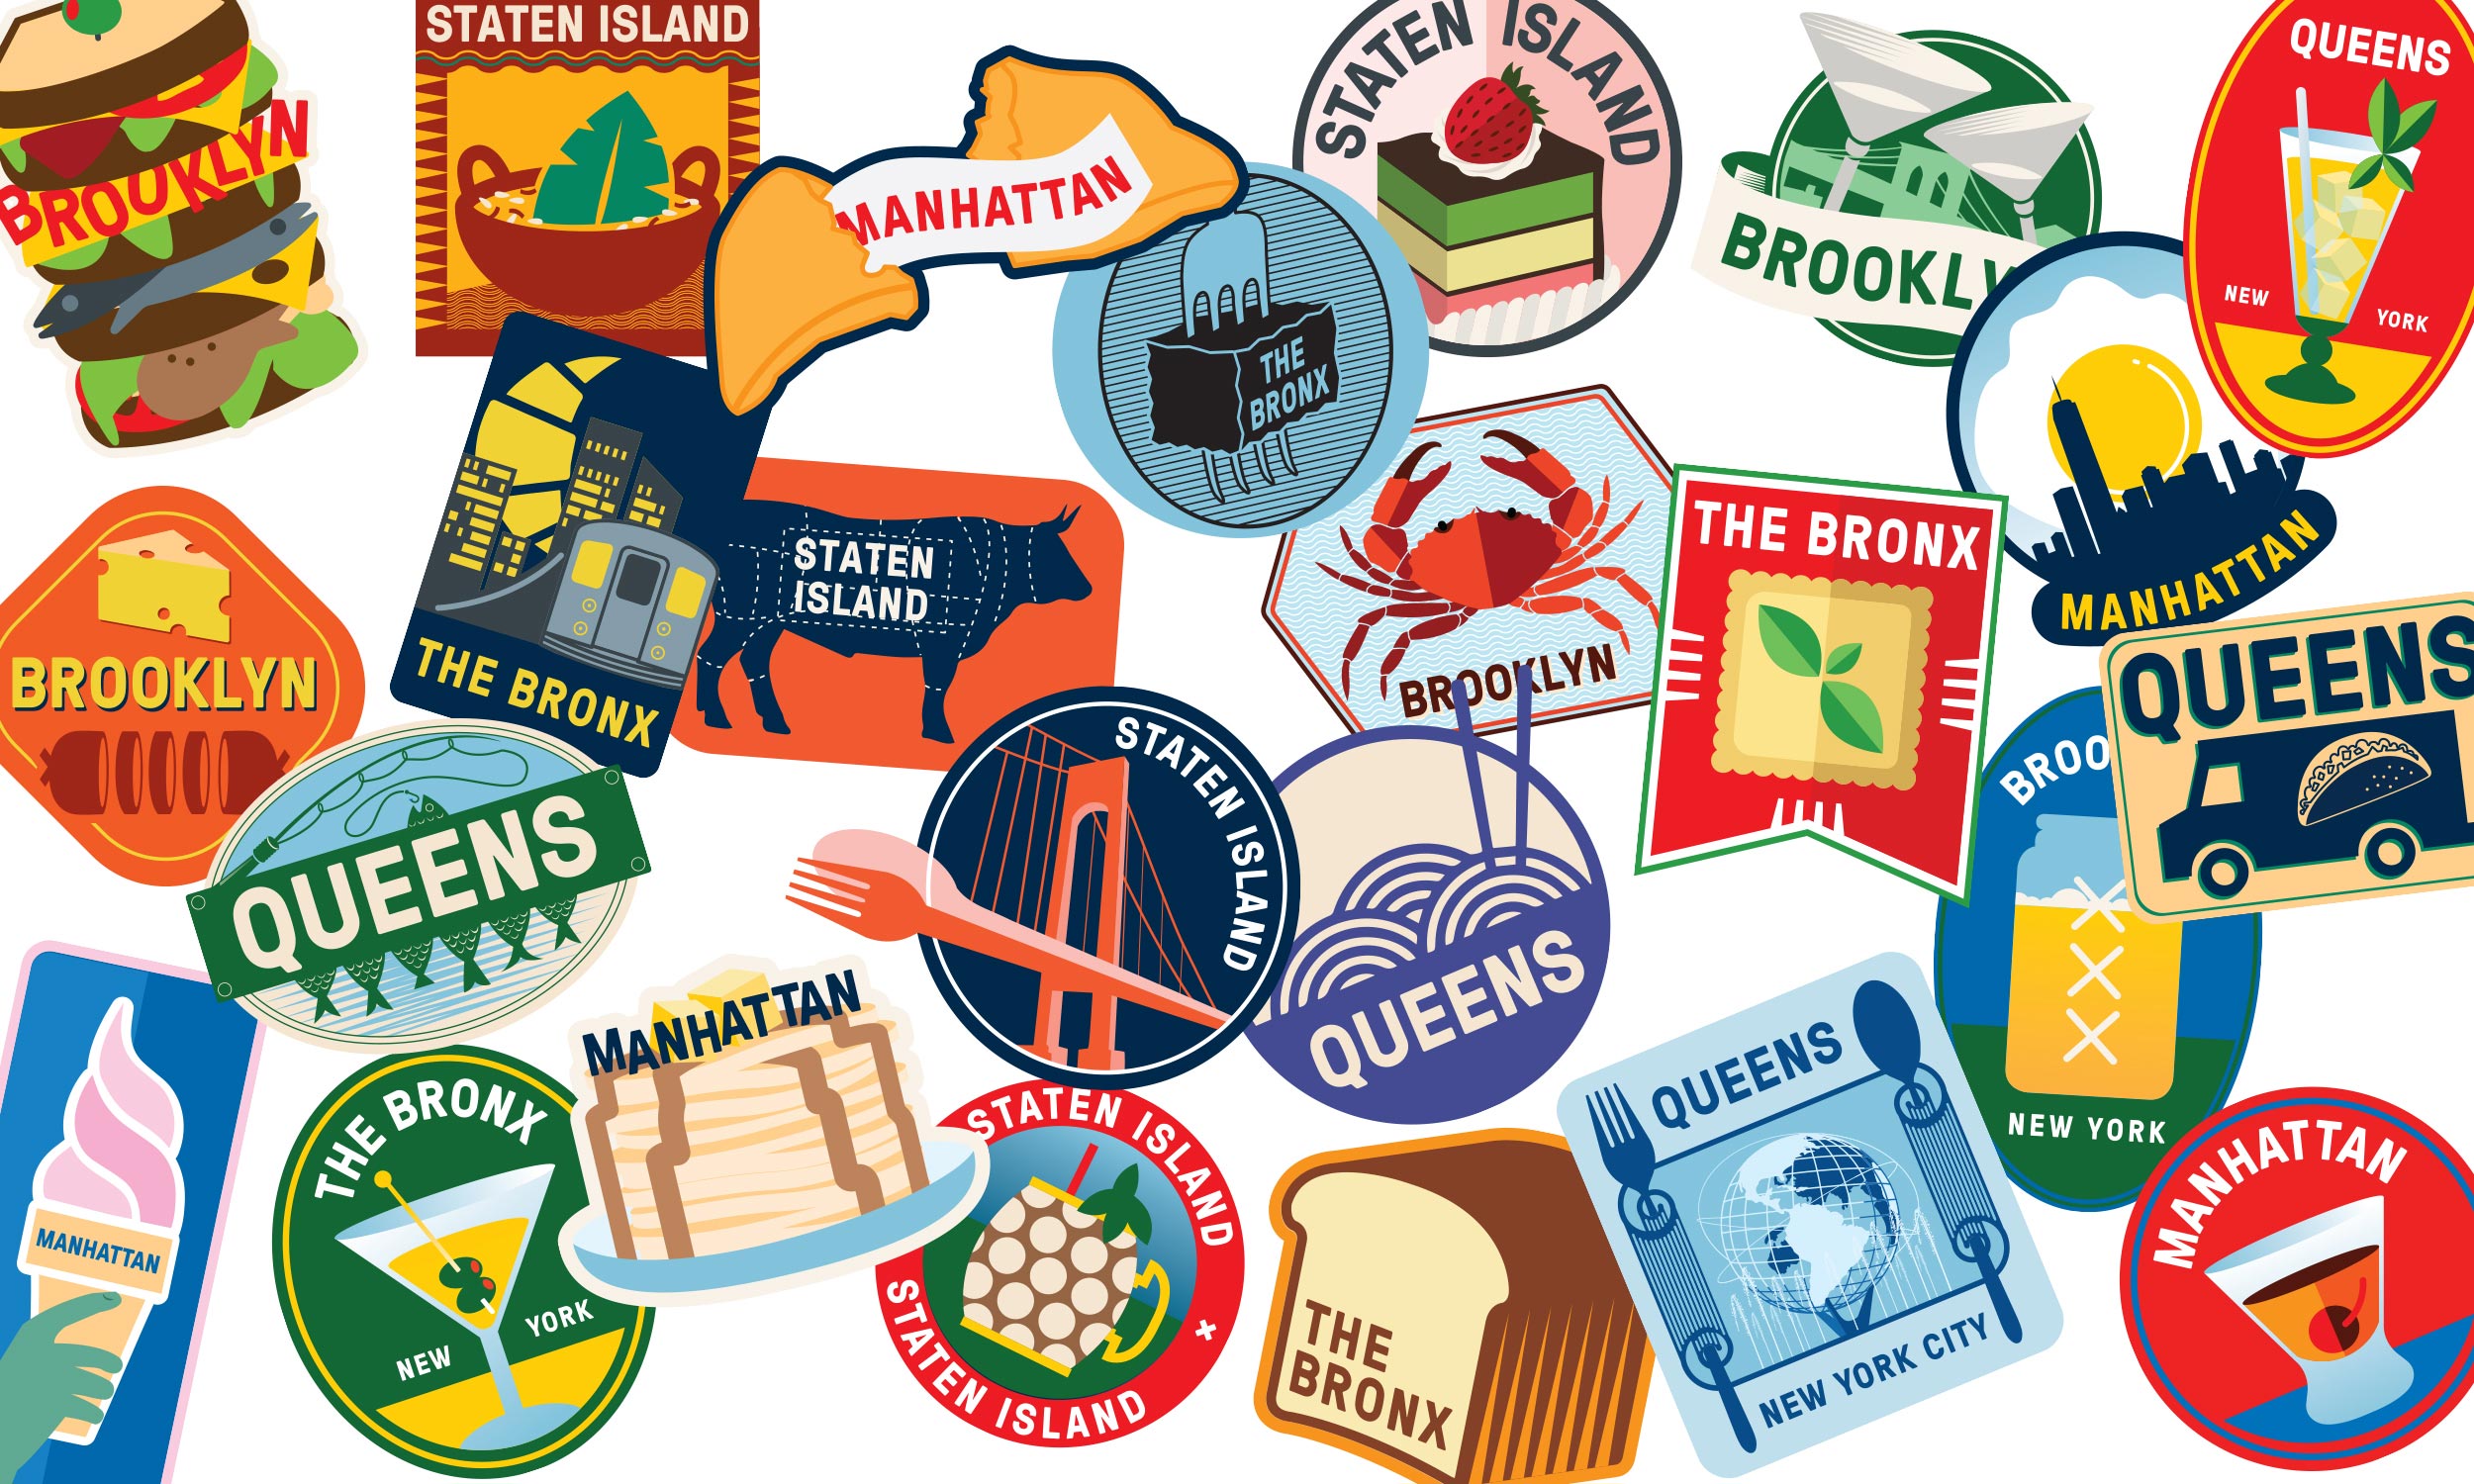 STATEN ISLAND
STATEN ISLAND
QUEENS
NEW YORK
BROOKLYN
MANHATTAN
BROOKLY
THE
BRONX
STATEN
ISLAND
THE BRONX
MANHATTAN
BROOKLYN
THE BRONX
BROOKLYN
QUEENS
STATEN ISLAND
BROO
QUEENS
QUEENS
MANHATTAN
QUEENS
NEW YORK CITY
NEW YORK
THE BRONX
NEW YORK
STATEN ISLAND
STATEN ISLAND +
MANHATTAN
MANHATTAN
THE
BRONX